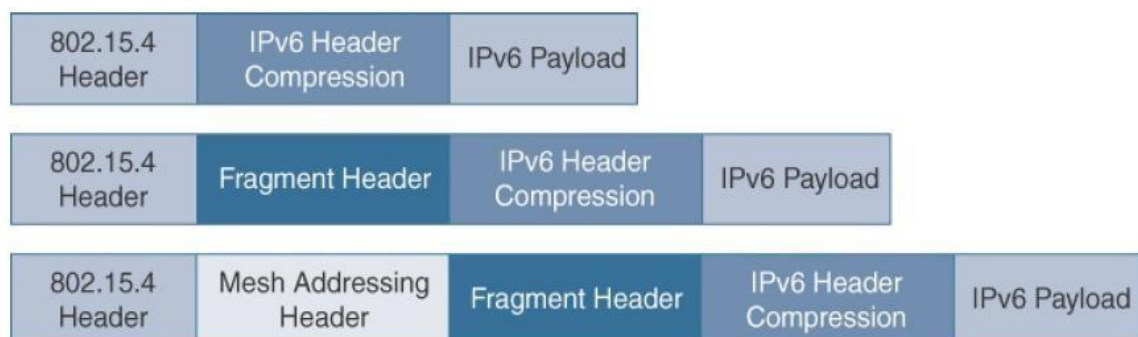 802.15.4
Header
IPv6 Header
Compression
IPv6 Payload
802.15.4
Header
Fragment Header
IPv6 Header
Compression
IPv6 Payload
802.15.4
Header
Mesh Addressing
Header
Fragment Header
IPv6 Header
Compression
IPv6 Payload